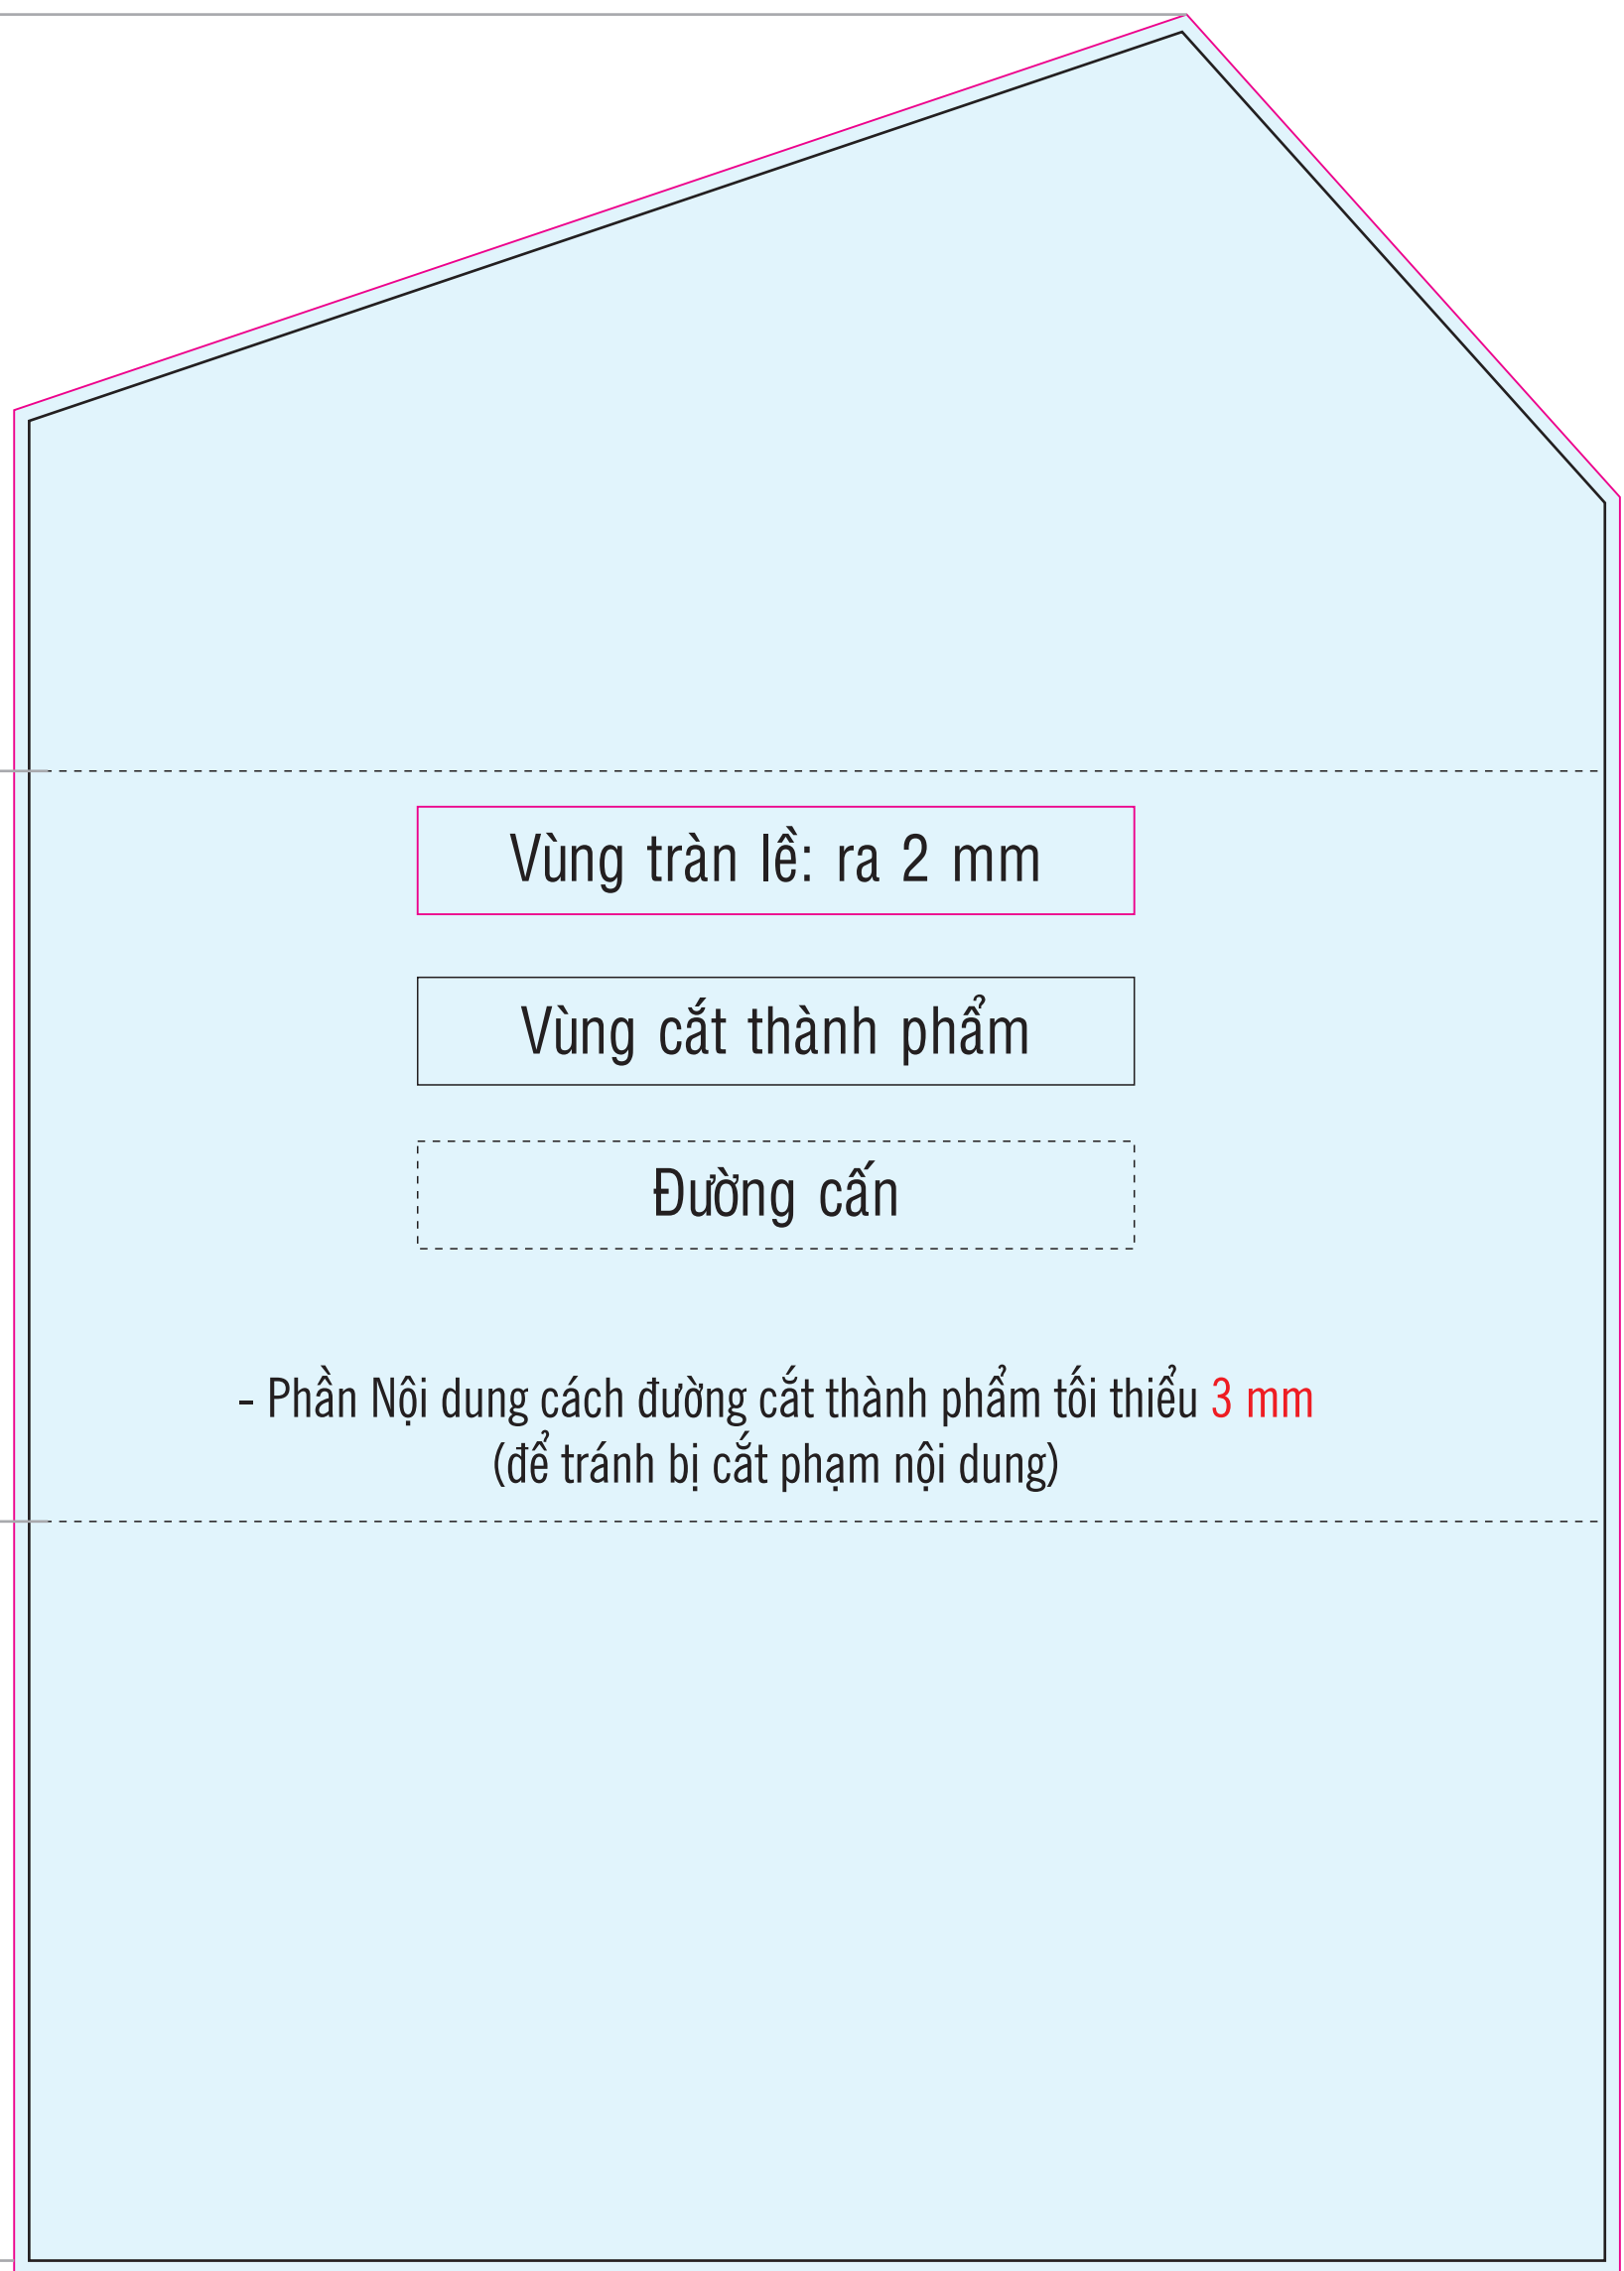 Vùng tràn lề: ra 2 mm
Vùng cắt thành phẩm
Đường cấn
- Phần Nội dung cách đường cắt thành phẩm tối thiểu 3 mm
(để tránh bị cắt phạm nội dung)